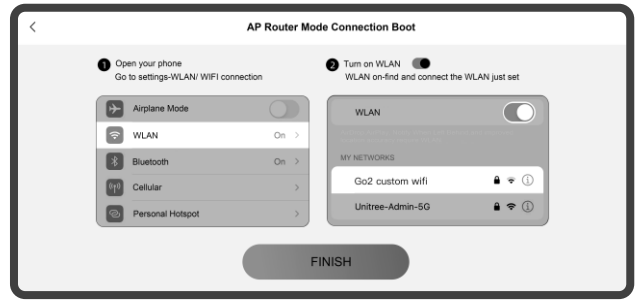 AP Router Mode Connection Boot
1 Open your phone
Go to settings-WLAN/ WIFI connection
2 Turn on WLAN
WLAN on-find and connect the WLAN just set
Airplane Mode
WLAN On
Bluetooth On
Cellular
Personal Hotspot
WLAN
MY NETWORKS
Go2 custom wifi
Unitree-Admin-5G
FINISH